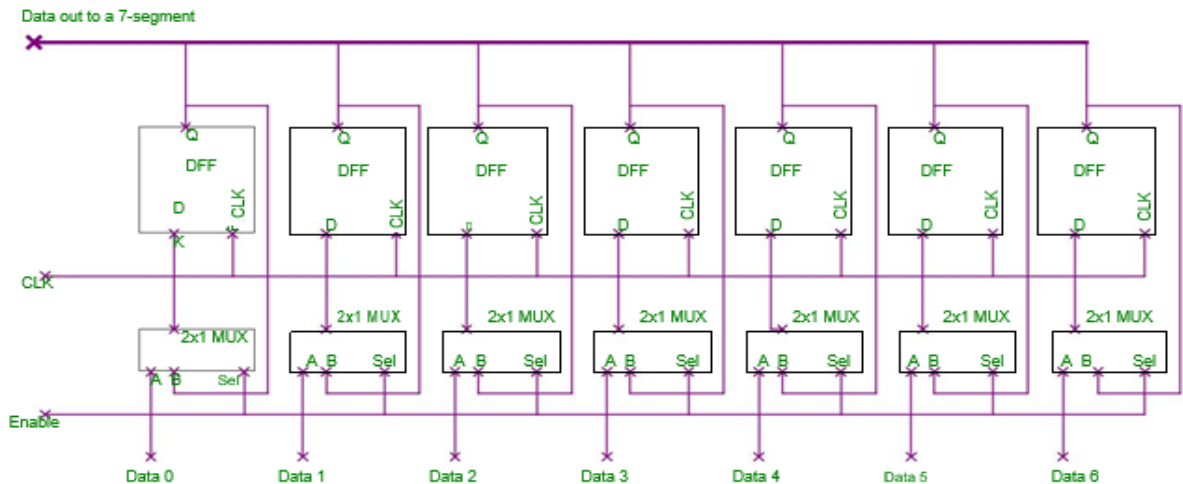 Data out to a 7-segment
Q Q Q Q Q Q Q
DFF DFF DFF DFF DFF DFF DFF
D CLK D CLK CLK D CLK D CLK D CLK D CLK
K
CLK
2x1 MUX 2x1 MUX 2x1 MUX 2x1 MUX 2x1 MUX 2x1 MUX 2x1 MUX
A B Sel A B Sel A B Sel A B Sel A B Sel A B Sel A B Sel
Enable
Data 0 Data 1 Data 2 Data 3 Data 4 Data 5 Data 6